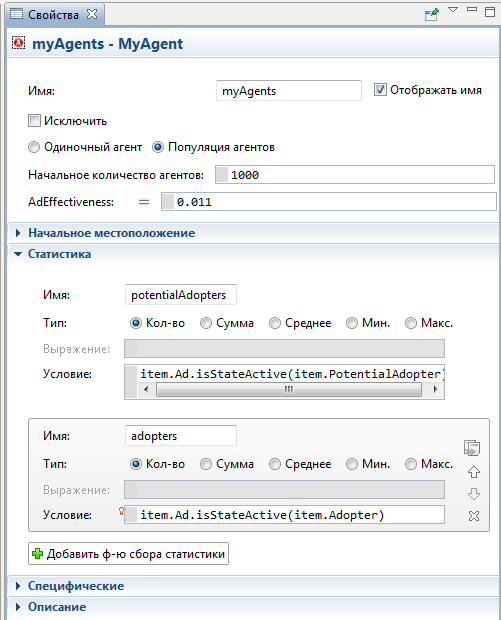 Свойства
myAgents - MyAgent
Имя: myAgents Отображать имя
Исключить
Одиночный агент Популяция агентов
Начальное количество агентов: 1000
AdEffectiveness: = 0.011
Начальное местоположение
Статистика
Имя: potentialAdopters
Тип: Кол-во Сумма Среднее Мин. Макс.
Выражение:
Условие: item.Ad.isStateActive(item.PotentialAdopter)
Имя: adopters
Тип: Кол-во Сумма Среднее Мин. Макс.
Выражение:
Условие: item.Ad.isStateActive(item.Adopter)
Добавить ф-ю сбора статистики
Специфические
Описание